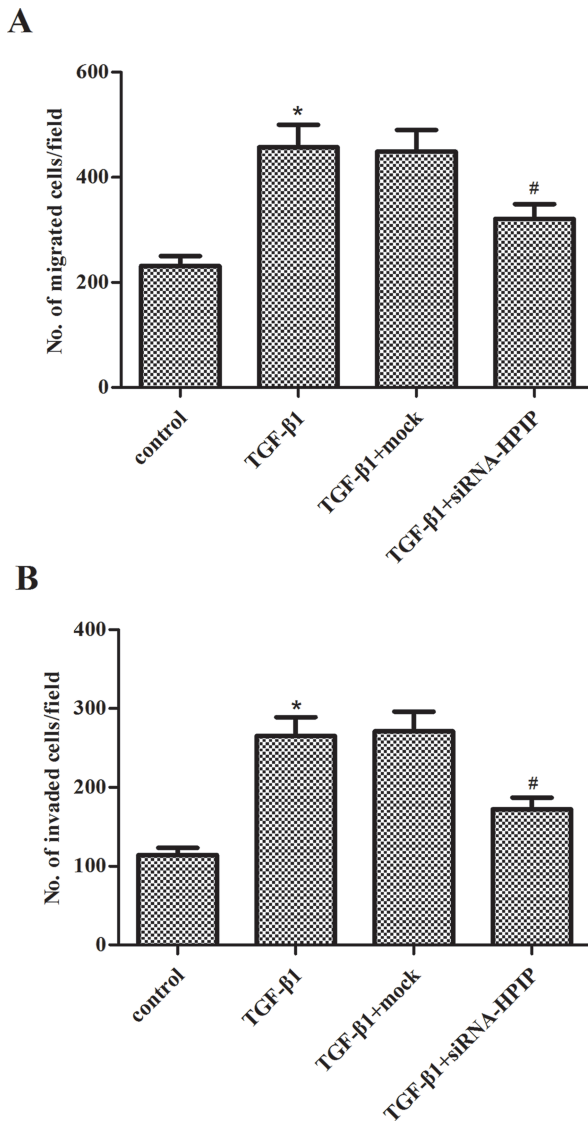 A
No. of migrated cells/field
600
400
200
0
*
#
control
TGF-β1
TGF-β1+mock
TGF-β1+siRNA-HPIP
B
No. of invaded cells/field
400
300
200
100
0
*
#
control
TGF-β1
TGF-β1+mock
TGF-β1+siRNA-HPIP